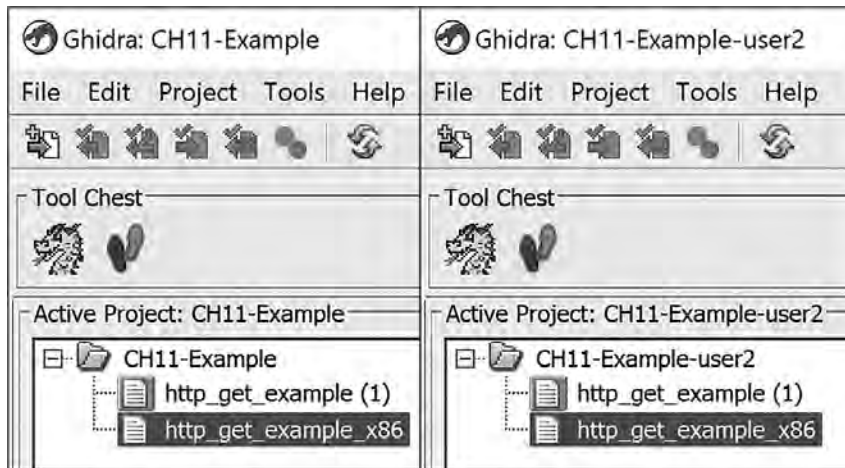 Ghidra: CH11-Example
File Edit Project Tools Help
Tool Chest
Active Project: CH11-Example
CH11-Example
http_get_example (1)
http_get_example_x86
Ghidra: CH11-Example-user2
File Edit Project Tools Help
Tool Chest
Active Project: CH11-Example-user2
CH11-Example-user2
http_get_example (1)
http_get_example_x86